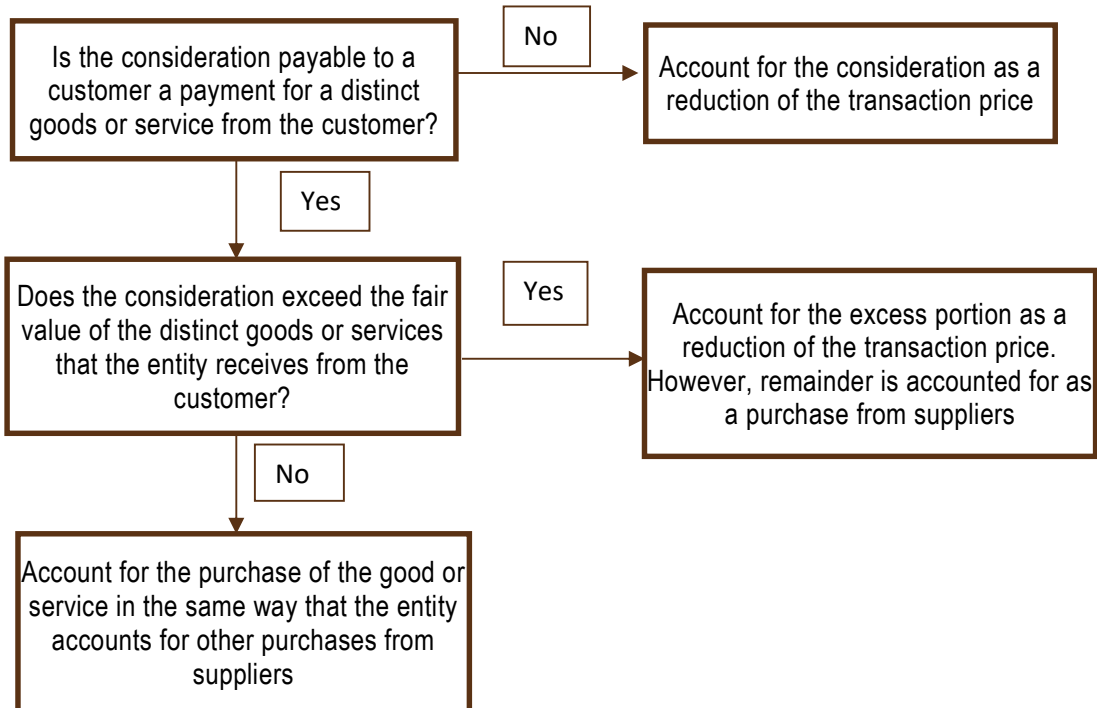 Is the consideration payable to a
customer a payment for a distinct
goods or service from the customer?
No
Account for the consideration as a
reduction of the transaction price
Yes
Does the consideration exceed the fair
value of the distinct goods or services
that the entity receives from the
customer?
Yes
Account for the excess portion as a
reduction of the transaction price.
However, remainder is accounted for as
a purchase from suppliers
No
Account for the purchase of the good or
service in the same way that the entity
accounts for other purchases from
suppliers